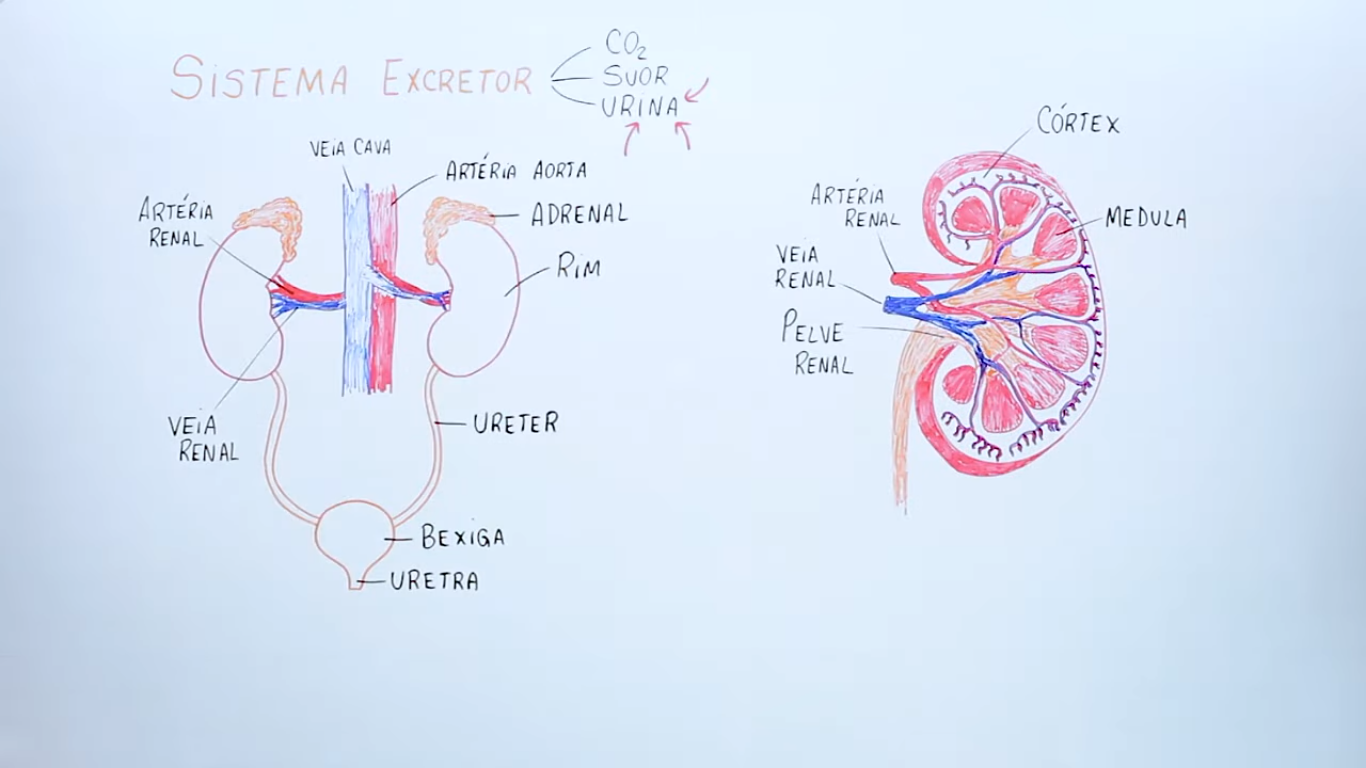 SISTEMA EXCRETOR
CO₂
SUOR
URINA
VEIA CAVA
ARTÉRIA AORTA
ARTÉRIA
RENAL
ADRENAL
RIM
VEIA
RENAL
URETER
BEXIGA
URETRA
CÓRTEX
ARTÉRIA
RENAL
MEDULA
VEIA
RENAL
PELVE
RENAL